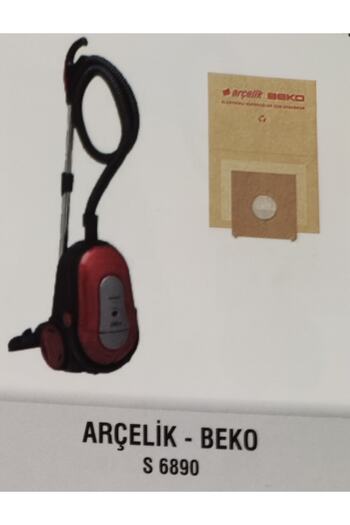 arçelik BEKO
ARÇELİK - BEKO
S 6890